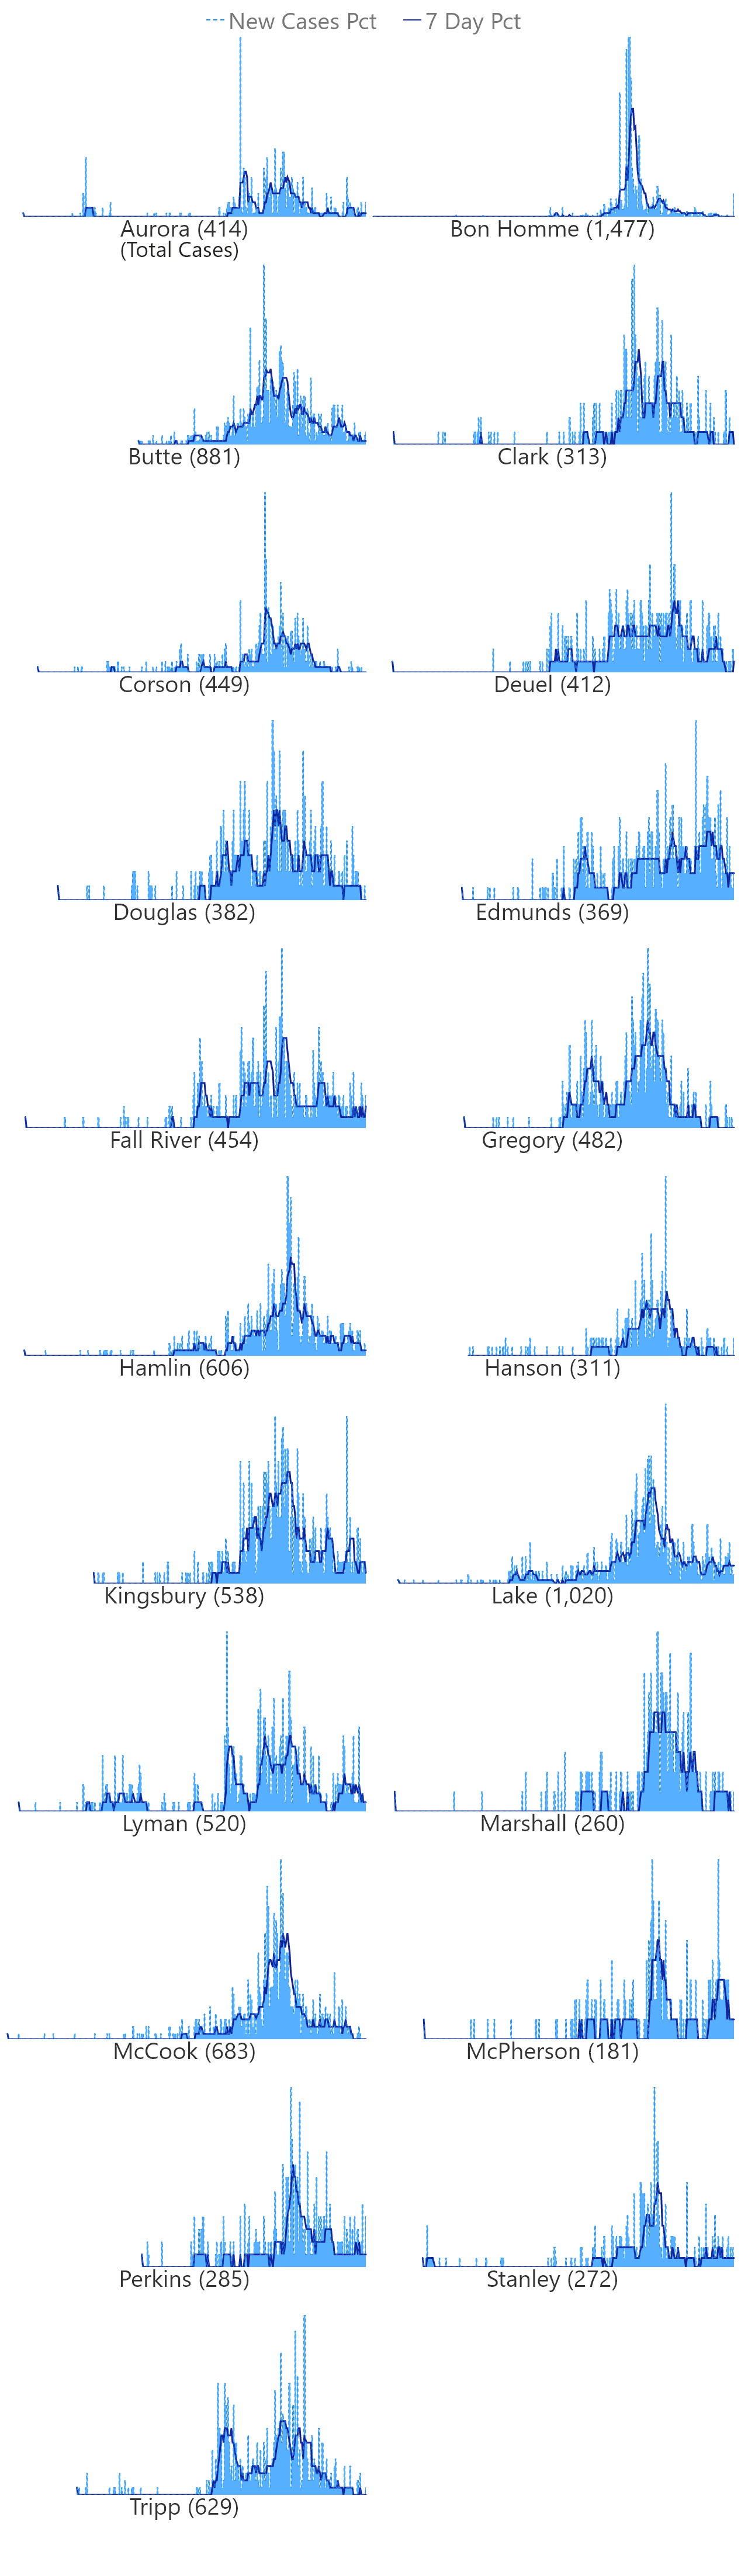 New Cases Pct 7 Day Pct
Aurora (414) Bon Homme (1,477)
(Total Cases)
Butte (881) Clark (313)
Corson (449) Deuel (412)
Douglas (382) Edmunds (369)
Fall River (454) Gregory (482)
Hamlin (606) Hanson (311)
Kingsbury (538) Lake (1,020)
Lyman (520) Marshall (260)
McCook (683) McPherson (181)
Perkins (285) Stanley (272)
Tripp (629)